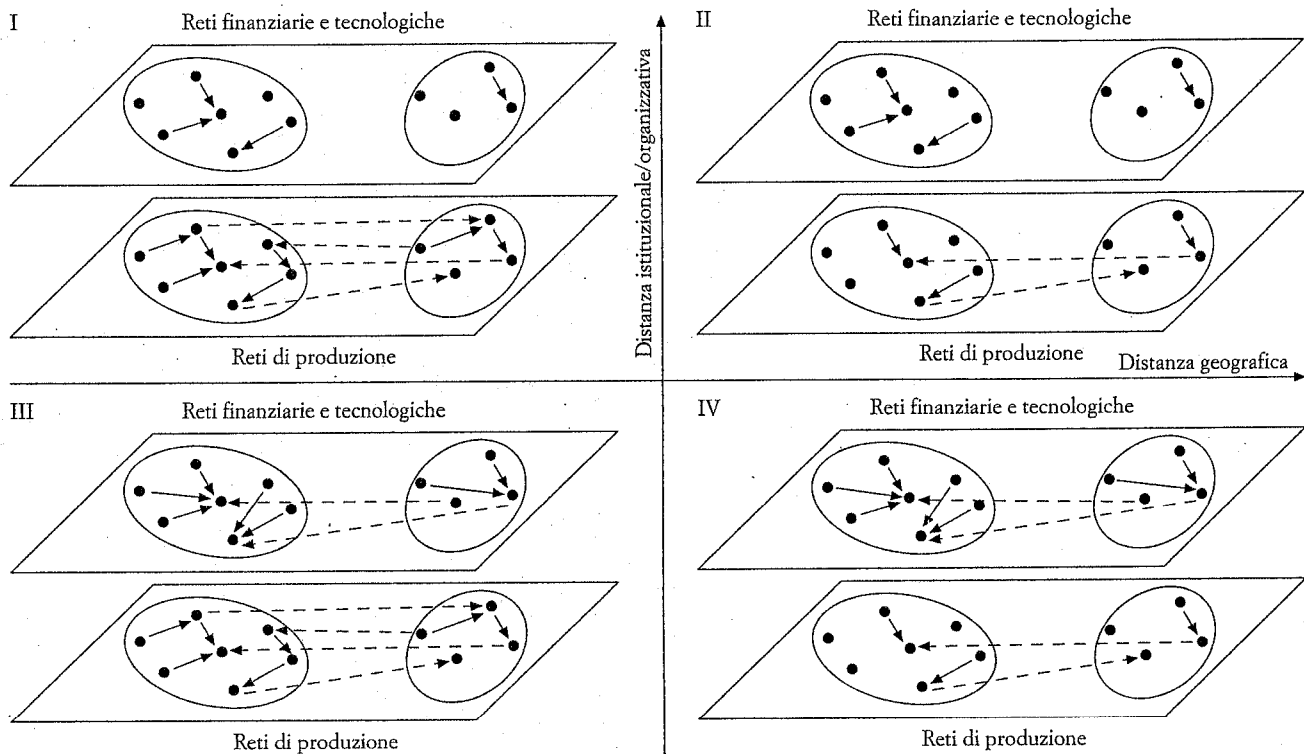 I
Reti finanziarie e tecnologiche
Reti di produzione
Distanza istituzionale/organizzativa
II
Reti finanziarie e tecnologiche
Reti di produzione
Distanza geografica
III
Reti finanziarie e tecnologiche
Reti di produzione
IV
Reti finanziarie e tecnologiche
Reti di produzione